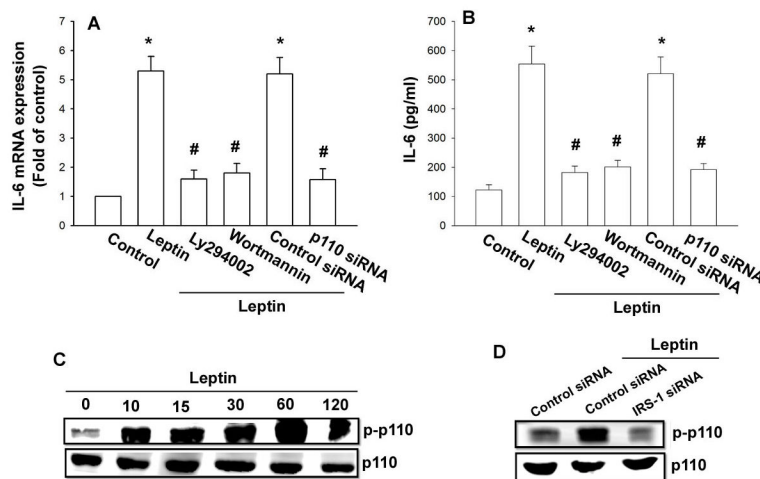 A
IL-6 mRNA expression
(Fold of control)
7
6
5
4
3
2
1
0
*
#
#
*
#
Control
Leptin
Ly294002
Wortmannin
Control siRNA
p110 siRNA
Leptin
B
IL-6 (pg/ml)
700
600
500
400
300
200
100
0
*
#
#
*
#
Control
Leptin
Ly294002
Wortmannin
Control siRNA
p110 siRNA
Leptin
C
Leptin
0 10 15 30 60 120
p-p110
p110
D
Leptin
Control siRNA
Control siRNA
IRS-1 siRNA
p-p110
p110